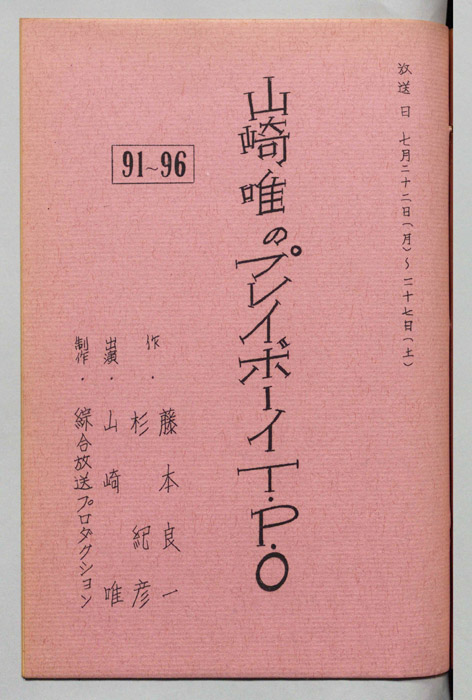 放送日 七月二十二日(月)～二十七日(土)
山崎唯のプレイボーイT・P・O
91～96
作・藤本良一
杉紀彦
出演・山崎唯
制作・綜合放送プロダクション